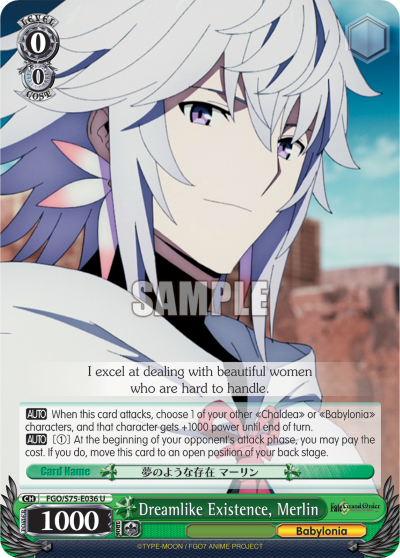 LEVEL
0
0
COST
SAMPLE
I excel at dealing with beautiful women
who are hard to handle.
AUTO When this card attacks, choose 1 of your other «Chaldea» or «Babylonia»
characters, and that character gets +1000 power until end of turn.
AUTO [①] At the beginning of your opponent's attack phase, you may pay the
cost. If you do, move this card to an open position of your back stage.
Card Name 夢のような存在 マーリン
CH FGO/S75-E036 U
1000 Dreamlike Existence, Merlin Fate/Grand Order
Babylonia
©TYPE-MOON / FGO7 ANIME PROJECT